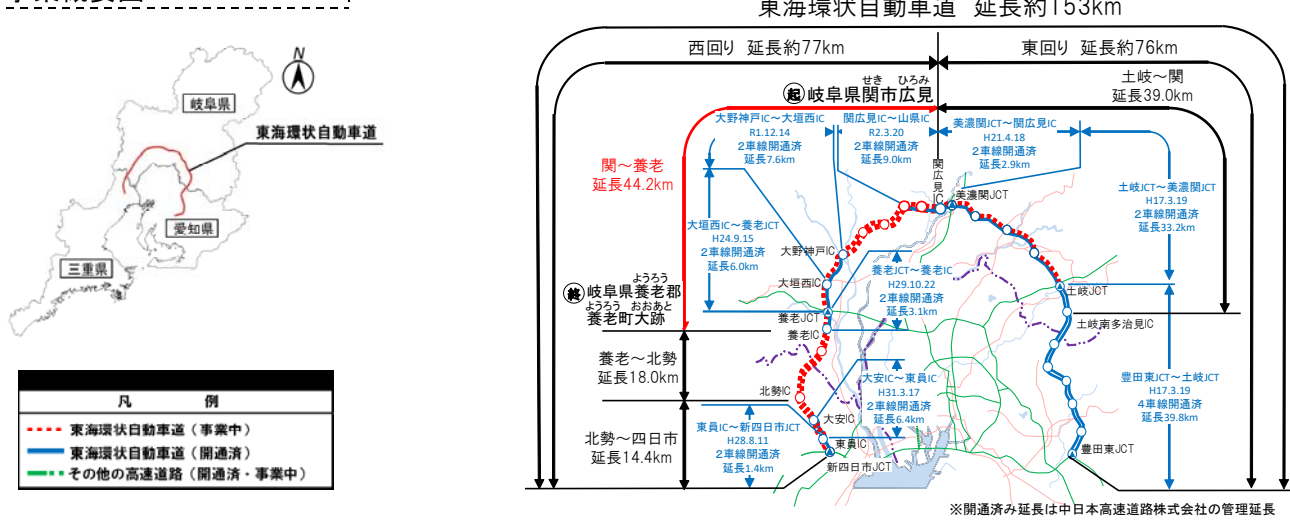 東海環状自動車道 延長約153km
西回り 延長約77km
東回り 延長約76km
土岐～関
延長39.0km
せき ひろみ
起 岐阜県関市広見
関～養老
延長44.2km
大野神戸IC～大垣西IC
R1.12.14
2車線開通済
延長7.6km
関広見IC～山県IC
R2.3.20
2車線開通済
延長9.0km
美濃関JCT～関広見IC
H21.4.18
2車線開通済
延長2.9km
土岐JCT～美濃関JCT
H17.3.19
2車線開通済
延長33.2km
大垣西IC～養老JCT
H24.9.15
2車線開通済
延長6.0km
養老JCT～養老IC
H29.10.22
2車線開通済
延長3.1km
関広見IC
美濃関JCT
大野神戸IC
大垣西IC
養老JCT
養老IC
北勢IC
大安IC
東員IC
新四日市JCT
土岐JCT
土岐南多治見IC
豊田東JCT
ようろう
終 岐阜県養老郡
ようろう おおあと
養老町大跡
養老～北勢
延長18.0km
北勢～四日市
延長14.4km
大安IC～東員IC
H31.3.17
2車線開通済
延長6.4km
東員IC～新四日市JCT
H28.8.11
2車線開通済
延長1.4km
豊田東JCT～土岐JCT
H17.3.19
4車線開通済
延長39.8km
※開通済み延長は中日本高速道路株式会社の管理延長
N
岐阜県
東海環状自動車道
愛知県
三重県
凡 例
東海環状自動車道（事業中）
東海環状自動車道（開通済）
その他の高速道路（開通済・事業中）